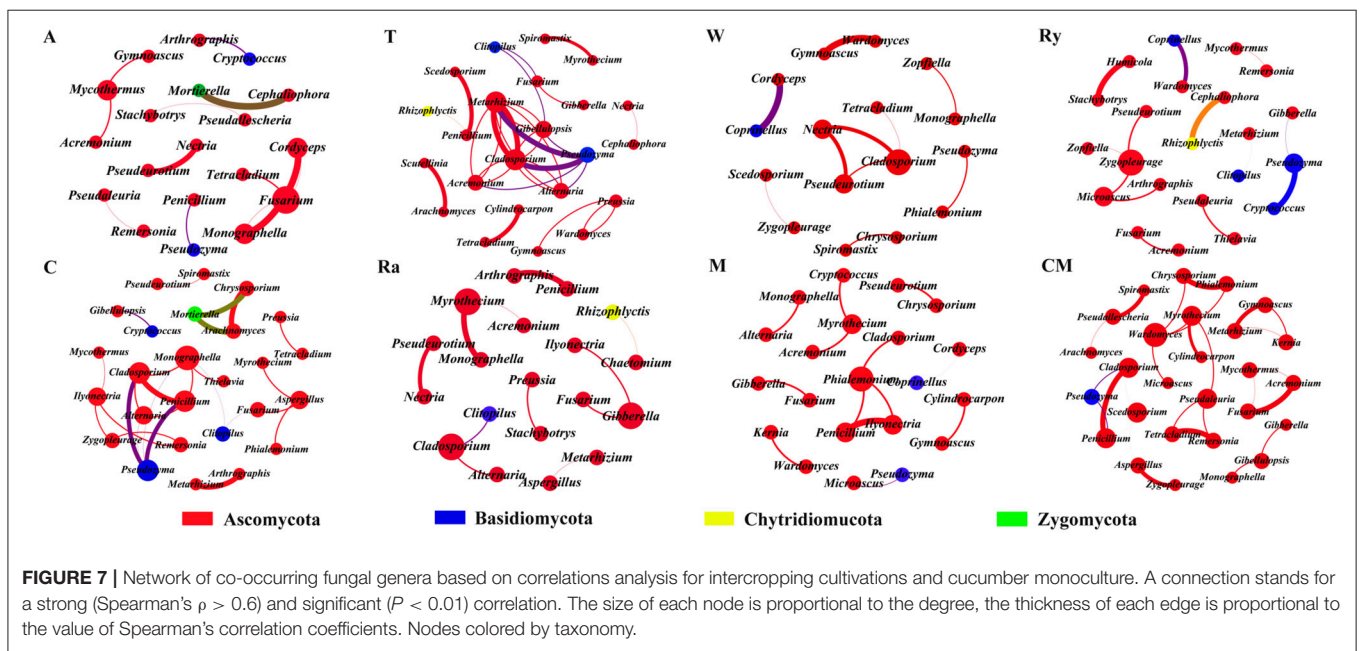 A
Arthrographis
Gymnoascus
Cryptococcus
Mycothermus
Mortierella
Cephaliophora
Stachybotrys
Pseudallescheria
Acremonium
Nectria
Cordyceps
Pseudeurotium
Tetracladium
Pseudaleuria
Penicillium
Fusarium
Remersonia
Monographella
Pseudozyma
T
Clitopilus
Spiromastix
Myrothecium
Scedosporium
Fusarium
Metarhizium
Rhizophlyctis
Gibberella
Nectria
Penicillium
Gibellulopsis
Cephaliophora
Scutellinia
Cladosporium
Pseudozyma
Acremonium
Alternaria
Arachnomyces
Cylindrocarpon
Preussia
Tetracladium
Wardomyces
Gymnoascus
W
Wardomyces
Gymnoascus
Zopfiella
Cordyceps
Tetracladium
Coprinellus
Nectria
Monographella
Cladosporium
Pseudozyma
Pseudeurotium
Scedosporium
Phialemonium
Zygopleurage
Chrysosporium
Spiromastix
Ry
Coprinellus
Mycothermus
Humicola
Remersonia
Wardomyces
Cephaliophora
Stachybotrys
Pseudeurotium
Gibberella
Metarhizium
Rhizophlyctis
Zopfiella
Pseudozyma
Zygopleurage
Clitopilus
Arthrographis
Cryptococcus
Microascus
Pseudaleuria
Fusarium
Thielavia
Acremonium
C
Spiromastix
Pseudeurotium
Chrysosporium
Gibellulopsis
Mortierella
Cryptococcus
Arachnomyces
Preussia
Mycothermus
Monographella
Tetracladium
Cladosporium
Myrothecium
Thielavia
Ilyonectria
Penicillium
Aspergillus
Alternaria
Fusarium
Clitopilus
Zygopleurage
Remersonia
Phialemonium
Pseudozyma
Arthrographis
Metarhizium
Ra
Arthrographis
Penicillium
Myrothecium
Rhizophlyctis
Acremonium
Pseudeurotium
Ilyonectria
Monographella
Chaetomium
Preussia
Nectria
Fusarium
Clitopilus
Gibberella
Stachybotrys
Cladosporium
Metarhizium
Alternaria
Aspergillus
M
Cryptococcus
Pseudeurotium
Monographella
Chrysosporium
Myrothecium
Cladosporium
Alternaria
Acremonium
Cordyceps
Phialemonium
Coprinellus
Gibberella
Cylindrocarpon
Fusarium
Penicillium
Ilyonectria
Kernia
Gymnouscus
Wardomyces
Pseudozyma
Microascus
CM
Chrysosporium
Spiromastix
Phialemonium
Gymnoascus
Pseudallescheria
Myrothecium
Wardomyces
Metarhizium
Kernia
Arachnomyces
Cylindrocarpon
Cladosporium
Microascus
Mycothermus
Acremonium
Pseudozyma
Pseudaleuria
Scedosporium
Fusarium
Gibberella
Penicillium
Tetracladium
Remersonia
Aspergillus
Gibellulopsis
Zygopleurage
Monographella
Ascomycota
Basidiomycota
Chytridiomucota
Zygomycota
FIGURE 7 | Network of co-occurring fungal genera based on correlations analysis for intercropping cultivations and cucumber monoculture. A connection stands for
a strong (Spearman's ρ > 0.6) and significant (P < 0.01) correlation. The size of each node is proportional to the degree, the thickness of each edge is proportional to
the value of Spearman's correlation coefficients. Nodes colored by taxonomy.